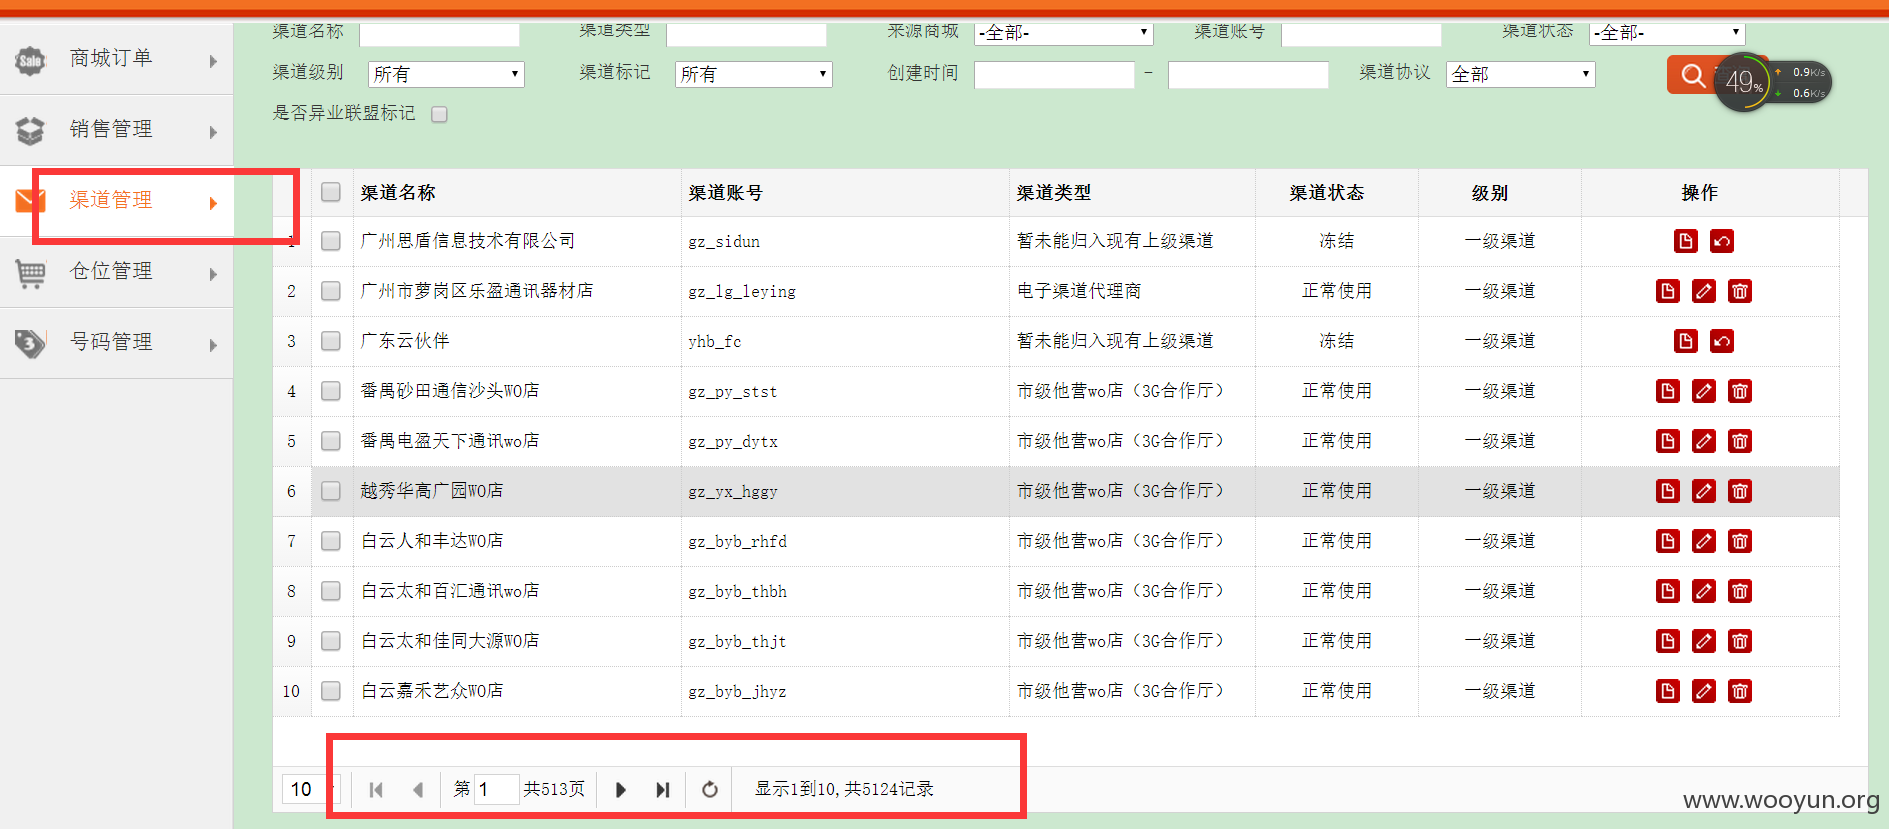 渠道名称 渠道类型 来源商城 -全部- 渠道账号 渠道状态 -全部-
渠道级别 所有 渠道标记 所有 创建时间 - 渠道协议 全部
49% 0.9K/s
0.6K/s
是否异业联盟标记
Sale 商城订单
销售管理
渠道管理
仓位管理
3 号码管理
渠道名称 渠道账号 渠道类型 渠道状态 级别 操作
1 广州思盾信息技术有限公司 gz_sidun 暂未能归入现有上级渠道 冻结 一级渠道
2 广州市萝岗区乐盈通讯器材店 gz_lg_leying 电子渠道代理商 正常使用 一级渠道
3 广东云伙伴 yhb_fc 暂未能归入现有上级渠道 冻结 一级渠道
4 番禺砂田通信沙头WO店 gz_py_stst 市级他营wo店（3G合作厅） 正常使用 一级渠道
5 番禺电盈天下通讯wo店 gz_py_dytx 市级他营wo店（3G合作厅） 正常使用 一级渠道
6 越秀华高广园WO店 gz_yx_hggy 市级他营wo店（3G合作厅） 正常使用 一级渠道
7 白云人和丰达WO店 gz_byb_rhfd 市级他营wo店（3G合作厅） 正常使用 一级渠道
8 白云太和百汇通讯wo店 gz_byb_thbh 市级他营wo店（3G合作厅） 正常使用 一级渠道
9 白云太和佳同大源WO店 gz_byb_thjt 市级他营wo店（3G合作厅） 正常使用 一级渠道
10 白云嘉禾艺众WO店 gz_byb_jhyz 市级他营wo店（3G合作厅） 正常使用 一级渠道
10 第 1 共513页 显示1到10,共5124记录
www.wooyun.org